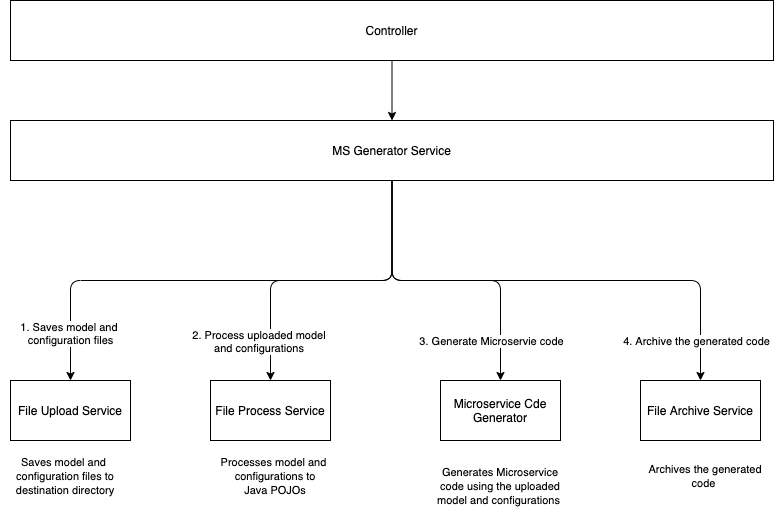 Controller
MS Generator Service
1. Saves model and
configuration files
2. Process uploaded model
and configurations
3. Generate Microservie code
4. Archive the generated code
File Upload Service
File Process Service
Microservice Cde
Generator
File Archive Service
Saves model and
configuration files to
destination directory
Processes model and
configurations to
Java POJOs
Generates Microservice
code using the uploaded
model and configurations
Archives the generated
code